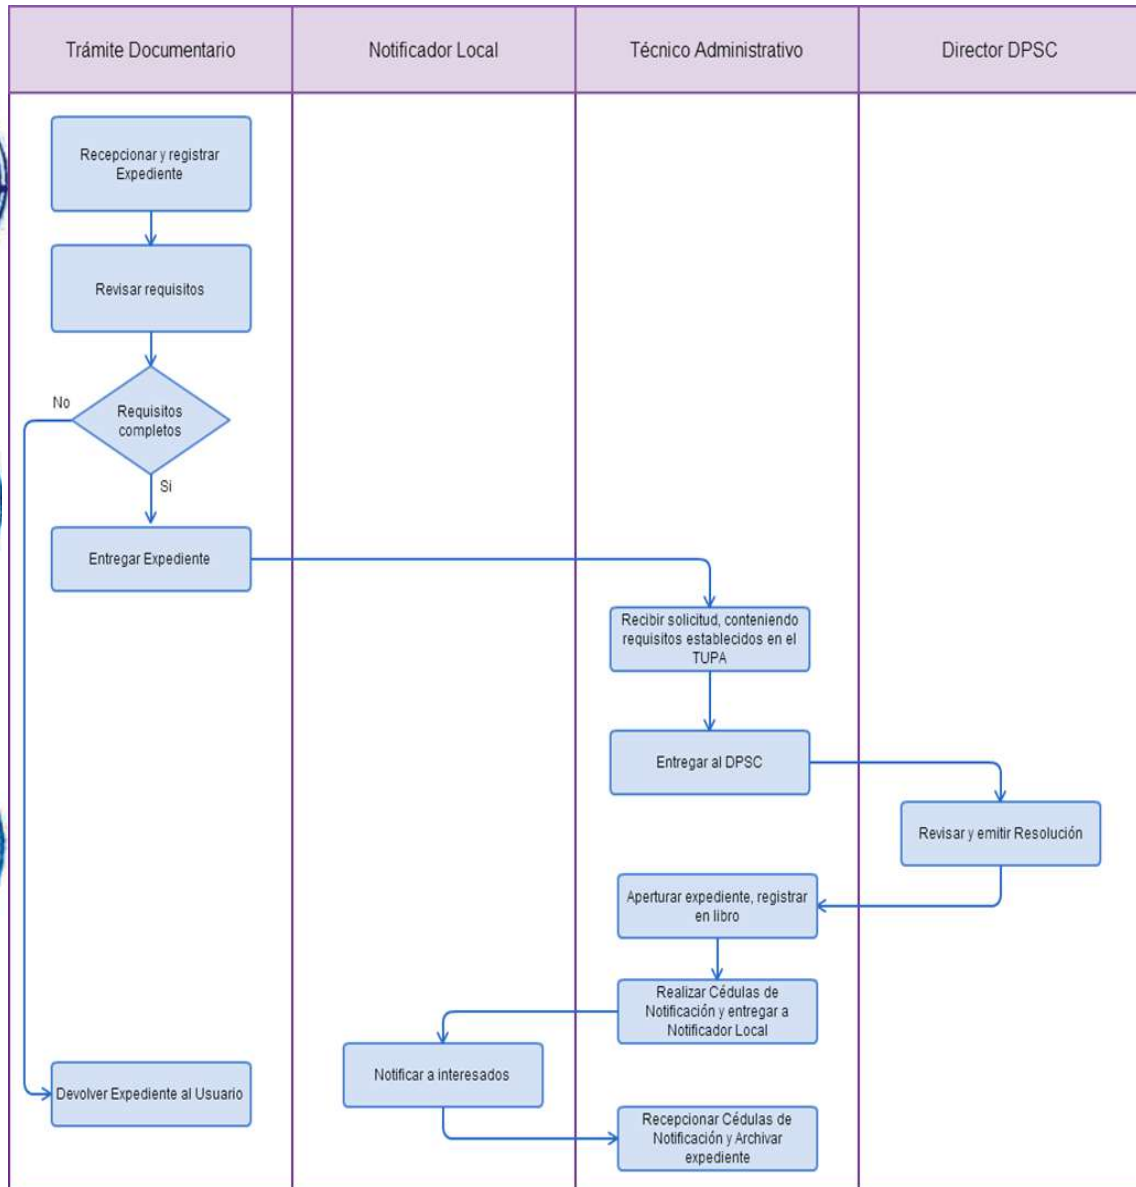 Trámite Documentario
Notificador Local
Técnico Administrativo
Director DPSC
Recepcionar y registrar
Expediente
Revisar requisitos
Requisitos
completos
No
Si
Entregar Expediente
Recibir solicitud, conteniendo
requisitos establecidos en el
TUPA
Entregar al DPSC
Revisar y emitir Resolución
Aperturar expediente, registrar
en libro
Realizar Cédulas de
Notificación y entregar a
Notificador Local
Notificar a interesados
Devolver Expediente al Usuario
Recepcionar Cédulas de
Notificación y Archivar
expediente